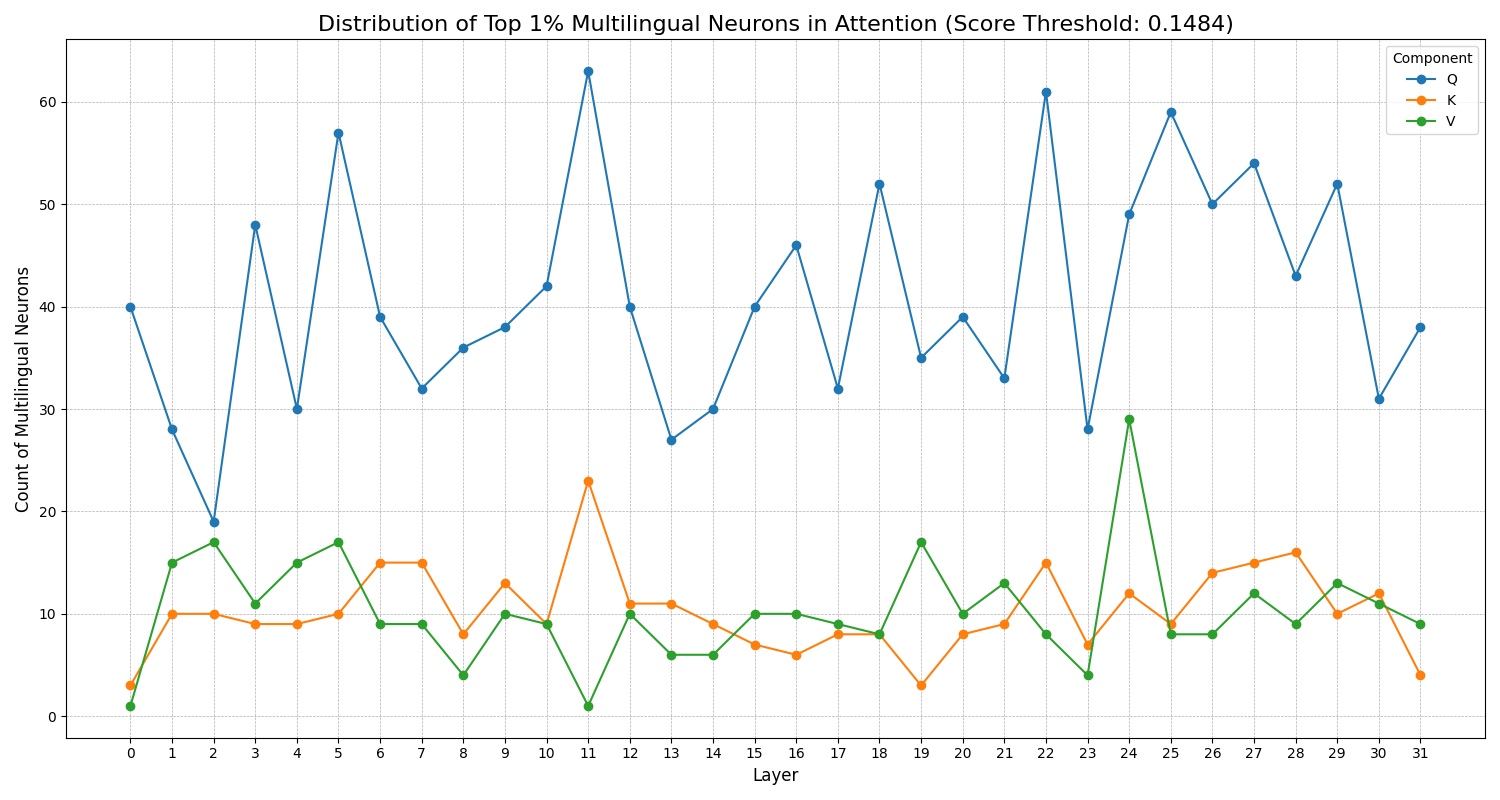 Distribution of Top 1% Multilingual Neurons in Attention (Score Threshold: 0.1484)
Component
Q
K
V
Count of Multilingual Neurons
60
50
40
30
20
10
0
0 1 2 3 4 5 6 7 8 9 10 11 12 13 14 15 16 17 18 19 20 21 22 23 24 25 26 27 28 29 30 31
Layer